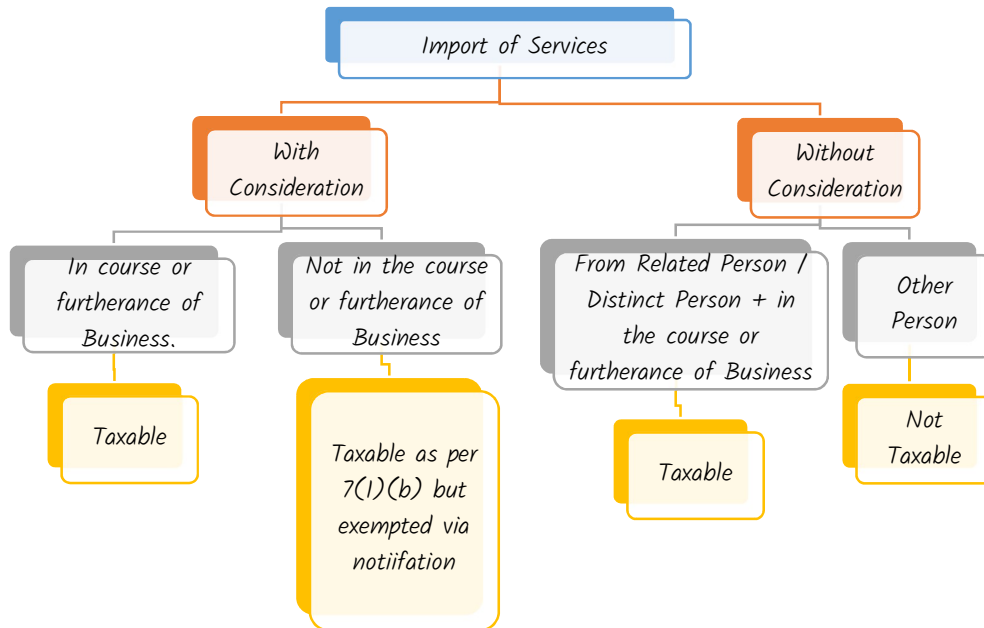 Import of Services
With
Consideration
Without
Consideration
In course or
furtherance of
Business.
Not in the course
or furtherance of
Business
From Related Person /
Distinct Person + in
the course or
furtherance of Business
Other
Person
Taxable
Taxable as per
7(1)(b) but
exempted via
notiifation
Taxable
Not
Taxable